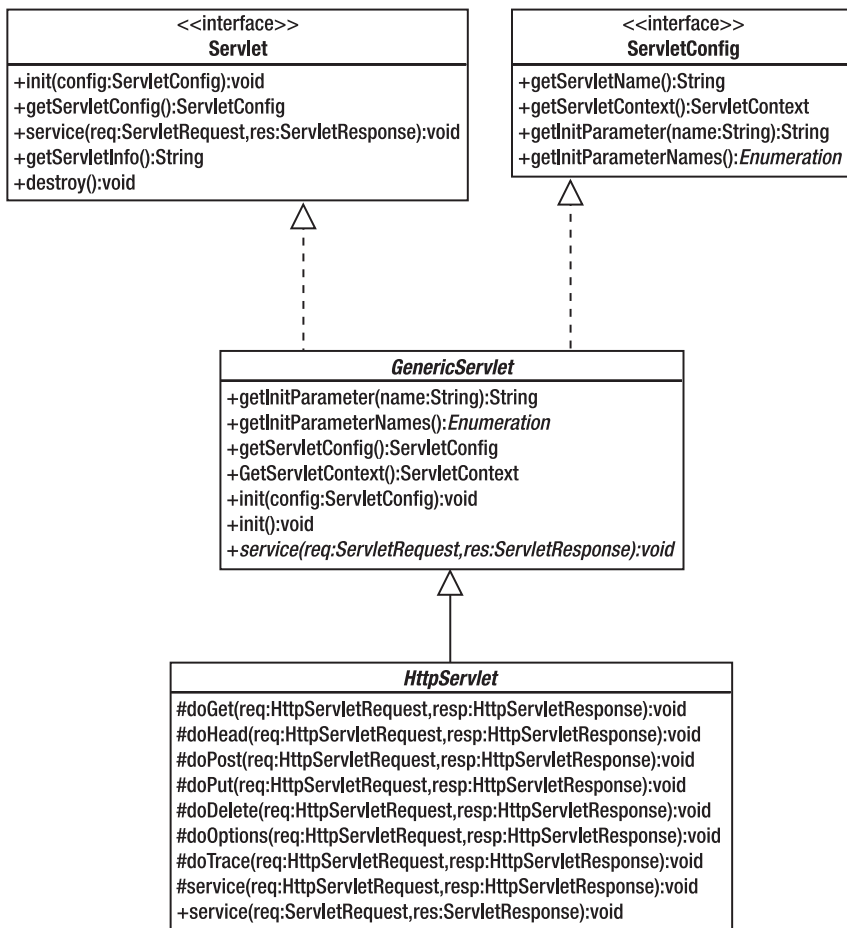 <<interface>>
Servlet
+init(config:ServletConfig):void
+getServletConfig():ServletConfig
+service(req:ServletRequest,res:ServletResponse):void
+getServletInfo():String
+destroy():void
<<interface>>
ServletConfig
+getServletName():String
+getServletContext():ServletContext
+getInitParameter(name:String):String
+getInitParameterNames():Enumeration
GenericServlet
+getInitParameter(name:String):String
+getInitParameterNames():Enumeration
+getServletConfig():ServletConfig
+GetServletContext():ServletContext
+init(config:ServletConfig):void
+init():void
+service(req:ServletRequest,res:ServletResponse):void
HttpServlet
#doGet(req:HttpServletRequest,resp:HttpServletResponse):void
#doHead(req:HttpServletRequest,resp:HttpServletResponse):void
#doPost(req:HttpServletRequest,resp:HttpServletResponse):void
#doPut(req:HttpServletRequest,resp:HttpServletResponse):void
#doDelete(req:HttpServletRequest,resp:HttpServletResponse):void
#doOptions(req:HttpServletRequest,resp:HttpServletResponse):void
#doTrace(req:HttpServletRequest,resp:HttpServletResponse):void
#service(req:HttpServletRequest,resp:HttpServletResponse):void
+service(req:ServletRequest,res:ServletResponse):void